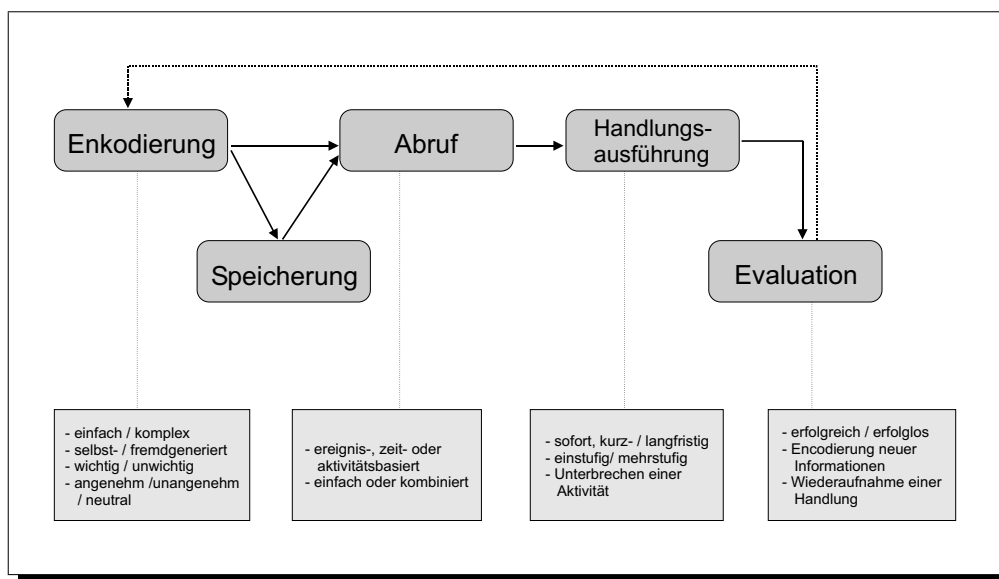 Enkodierung
Abruf
Handlungs-
ausführung
Speicherung
Evaluation
- einfach / komplex
- selbst- / fremdgeneriert
- wichtig / unwichtig
- angenehm /unangenehm
/ neutral
- ereignis-, zeit- oder
aktivitätsbasiert
- einfach oder kombiniert
- sofort, kurz- / langfristig
- einstufig/ mehrstufig
- Unterbrechen einer
Aktivität
- erfolgreich / erfolglos
- Encodierung neuer
Informationen
- Wiederaufnahme einer
Handlung